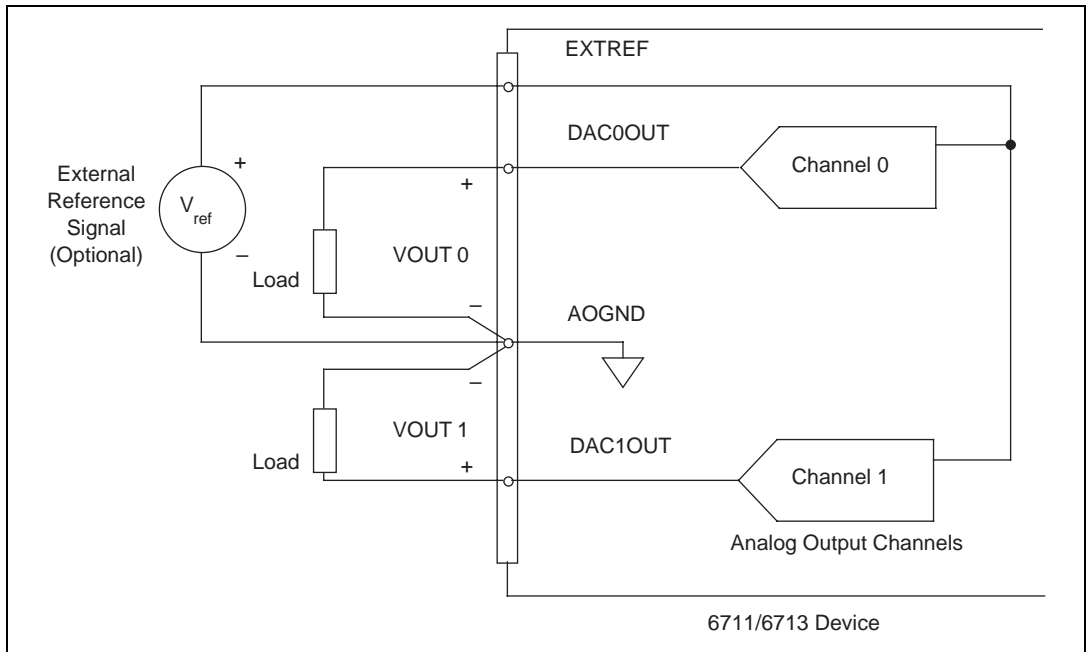 EXTREF
DAC0OUT
Channel 0
+
External
Reference
Signal
(Optional)
V ref
+
–
VOUT 0
Load
–
AOGND
–
VOUT 1
DAC1OUT
Load
+
Channel 1
Analog Output Channels
6711/6713 Device